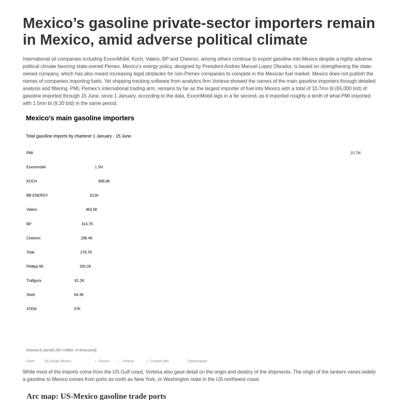 Mexico's gasoline private-sector importers remain
in Mexico, amid adverse political climate
International oil companies including ExxonMobil, Koch, Valero, BP and Chevron, among others continue to export gasoline into Mexico despite a highly adverse
political climate favoring state-owned Pemex. Mexico's energy policy, designed by President Andres Manuel Lopez Obrador, is based on strengthening the state-
owned company, which has also meant increasing legal obstacles for non-pemex companies to compete in the Mexican fuel market. Mexico does not publish the
names of companies importing fuels. Yet shipping tracking software from analytics firm Vortexa showed the names of the main gasoline importers through detailed
analysis and filtering. PMI, Pemex's international trading arm, remains by far as the largest importer of fuel into Mexico with a total of 10.7mn bl (65,000 b/d) of
gasoline imported through 15 June, since 1 January, according to the data. ExxonMobil lags in a far second, as it imported roughly a tenth of what PMI imported
with 1.5mn bl (9,30 b/d) in the same period.
Mexico's main gasoline importers
Total gasoline imports by charterer 1 January - 15 June
PMI 10.7M
Exxonmobil 1.5M
KOCH 898.9K
BB ENERGY 611K
Valero 463.5K
BP 314.7K
Chevron 296.4K
Total 279.7K
Phillips 66 250.2K
Trafigura 81.2K
Shell 64.3K
ATEM 57K
Volume in barrels (M= million, K=thousand)
Chart: By Sergio Meana • Source: Vortexa • Created with Datawrapper
While most of the imports come from the US Gulf coast, Vortexa also gave detail on the origin and destiny of the shipments. The origin of the tankers varies widely
a gasoline to Mexico comes from ports as north as New York, or Washington state in the US northwest coast.
Arc map: US-Mexico gasoline trade ports